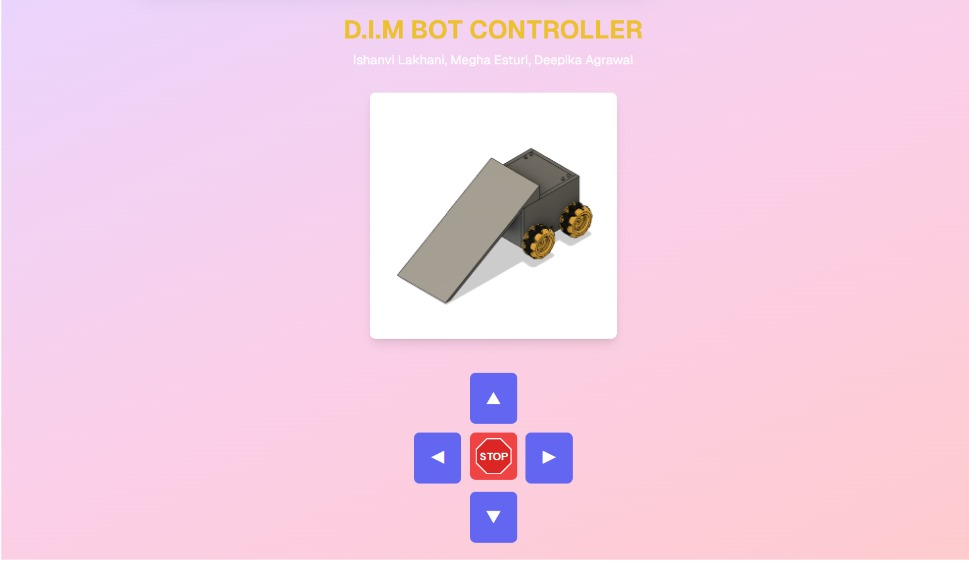 D.I.M BOT CONTROLLER
Ishanvi Lakhani, Megha Esturi, Deepika Agrawal
STOP